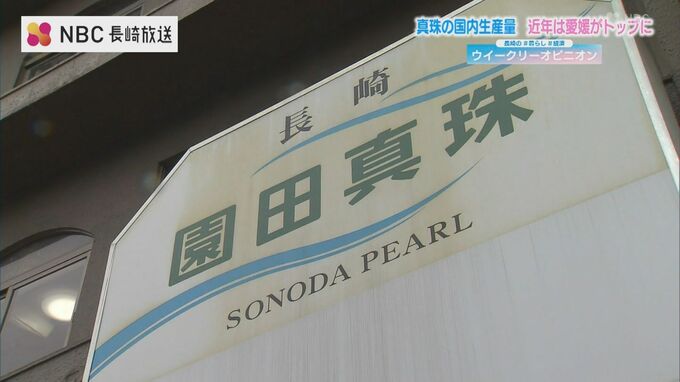 NBC 長崎放送
真珠の国内生産量 近年は愛媛がトップに
長崎の#暮らし#経済
ウイークリーオピニオン
長崎
園田真珠
SONODA PEARL